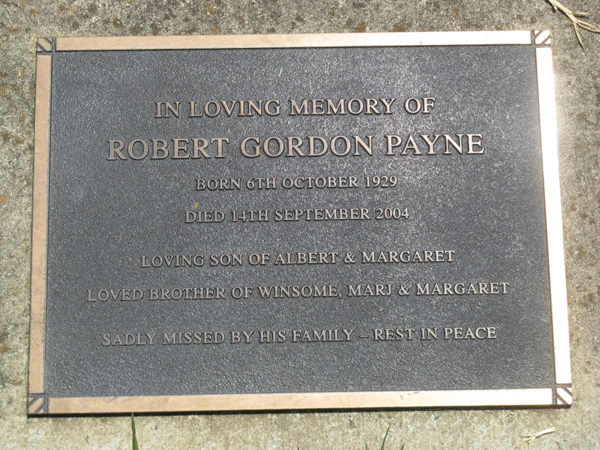 IN LOVING MEMORY OF
ROBERT GORDON PAYNE
BORN 6TH OCTOBER 1929
DIED 14TH SEPTEMBER 2004
LOVING SON OF ALBERT & MARGARET
LOVED BROTHER OF WINSOME, MARJ & MARGARET
SADLY MISSED BY HIS FAMILY – REST IN PEACE